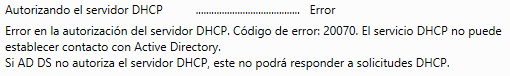 Autorizando el servidor DHCP ........................................ Error
Error en la autorización del servidor DHCP. Código de error: 20070. El servicio DHCP no puede
establecer contacto con Active Directory.
Si AD DS no autoriza el servidor DHCP, este no podrá responder a solicitudes DHCP.